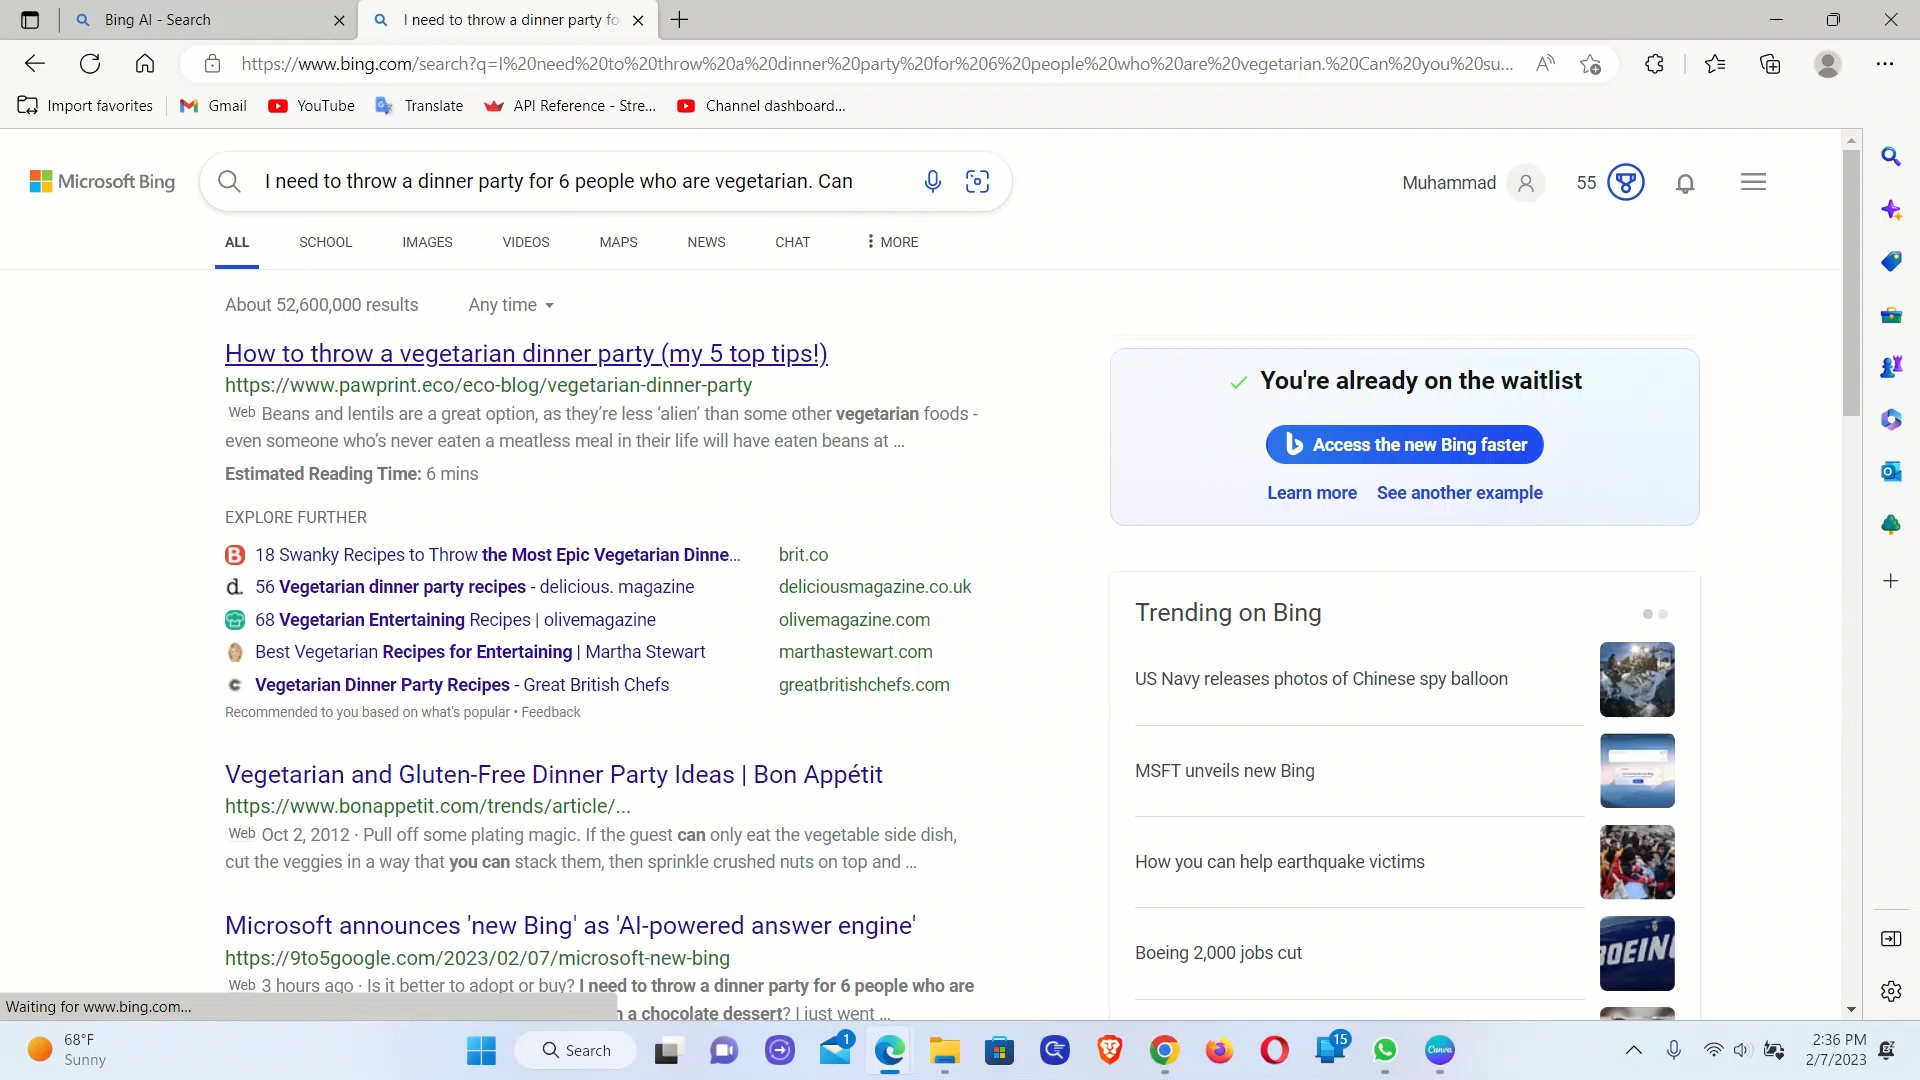 Bing AI - Search
I need to throw a dinner party fo
https://www.bing.com/search?q=I%20need%20to%20throw%20a%20dinner%20party%20for%206%20people%20who%20are%20vegetarian.%20Can%20you%20su...
Import favorites
Gmail
YouTube
Translate
API Reference - Stre...
Channel dashboard...
Microsoft Bing
I need to throw a dinner party for 6 people who are vegetarian. Can
Muhammad
55
ALL
SCHOOL
IMAGES
VIDEOS
MAPS
NEWS
CHAT
MORE
About 52,600,000 results
Any time
How to throw a vegetarian dinner party (my 5 top tips!)
https://www.pawprint.eco/eco-blog/vegetarian-dinner-party
Web Beans and lentils are a great option, as they're less 'alien' than some other vegetarian foods -
even someone who's never eaten a meatless meal in their life will have eaten beans at ...
Estimated Reading Time: 6 mins
EXPLORE FURTHER
18 Swanky Recipes to Throw the Most Epic Vegetarian Dinne... brit.co
56 Vegetarian dinner party recipes - delicious. magazine deliciousmagazine.co.uk
68 Vegetarian Entertaining Recipes | olivemagazine olivemagazine.com
Best Vegetarian Recipes for Entertaining | Martha Stewart marthastewart.com
Vegetarian Dinner Party Recipes - Great British Chefs greatbritishchefs.com
Recommended to you based on what's popular • Feedback
Vegetarian and Gluten-Free Dinner Party Ideas | Bon Appétit
https://www.bonappetit.com/trends/article/...
Web Oct 2, 2012 · Pull off some plating magic. If the guest can only eat the vegetable side dish,
cut the veggies in a way that you can stack them, then sprinkle crushed nuts on top and ...
Microsoft announces 'new Bing' as 'AI-powered answer engine'
https://9to5google.com/2023/02/07/microsoft-new-bing
Web 3 hours ago · Is it better to adopt or buy? I need to throw a dinner party for 6 people who are
n a chocolate dessert? I just went ...
You're already on the waitlist
Access the new Bing faster
Learn more
See another example
Trending on Bing
US Navy releases photos of Chinese spy balloon
MSFT unveils new Bing
How you can help earthquake victims
Boeing 2,000 jobs cut
BOEIN
Waiting for www.bing.com...
68°F
Sunny
Search
1
15
Canva
2:36 PM
2/7/2023